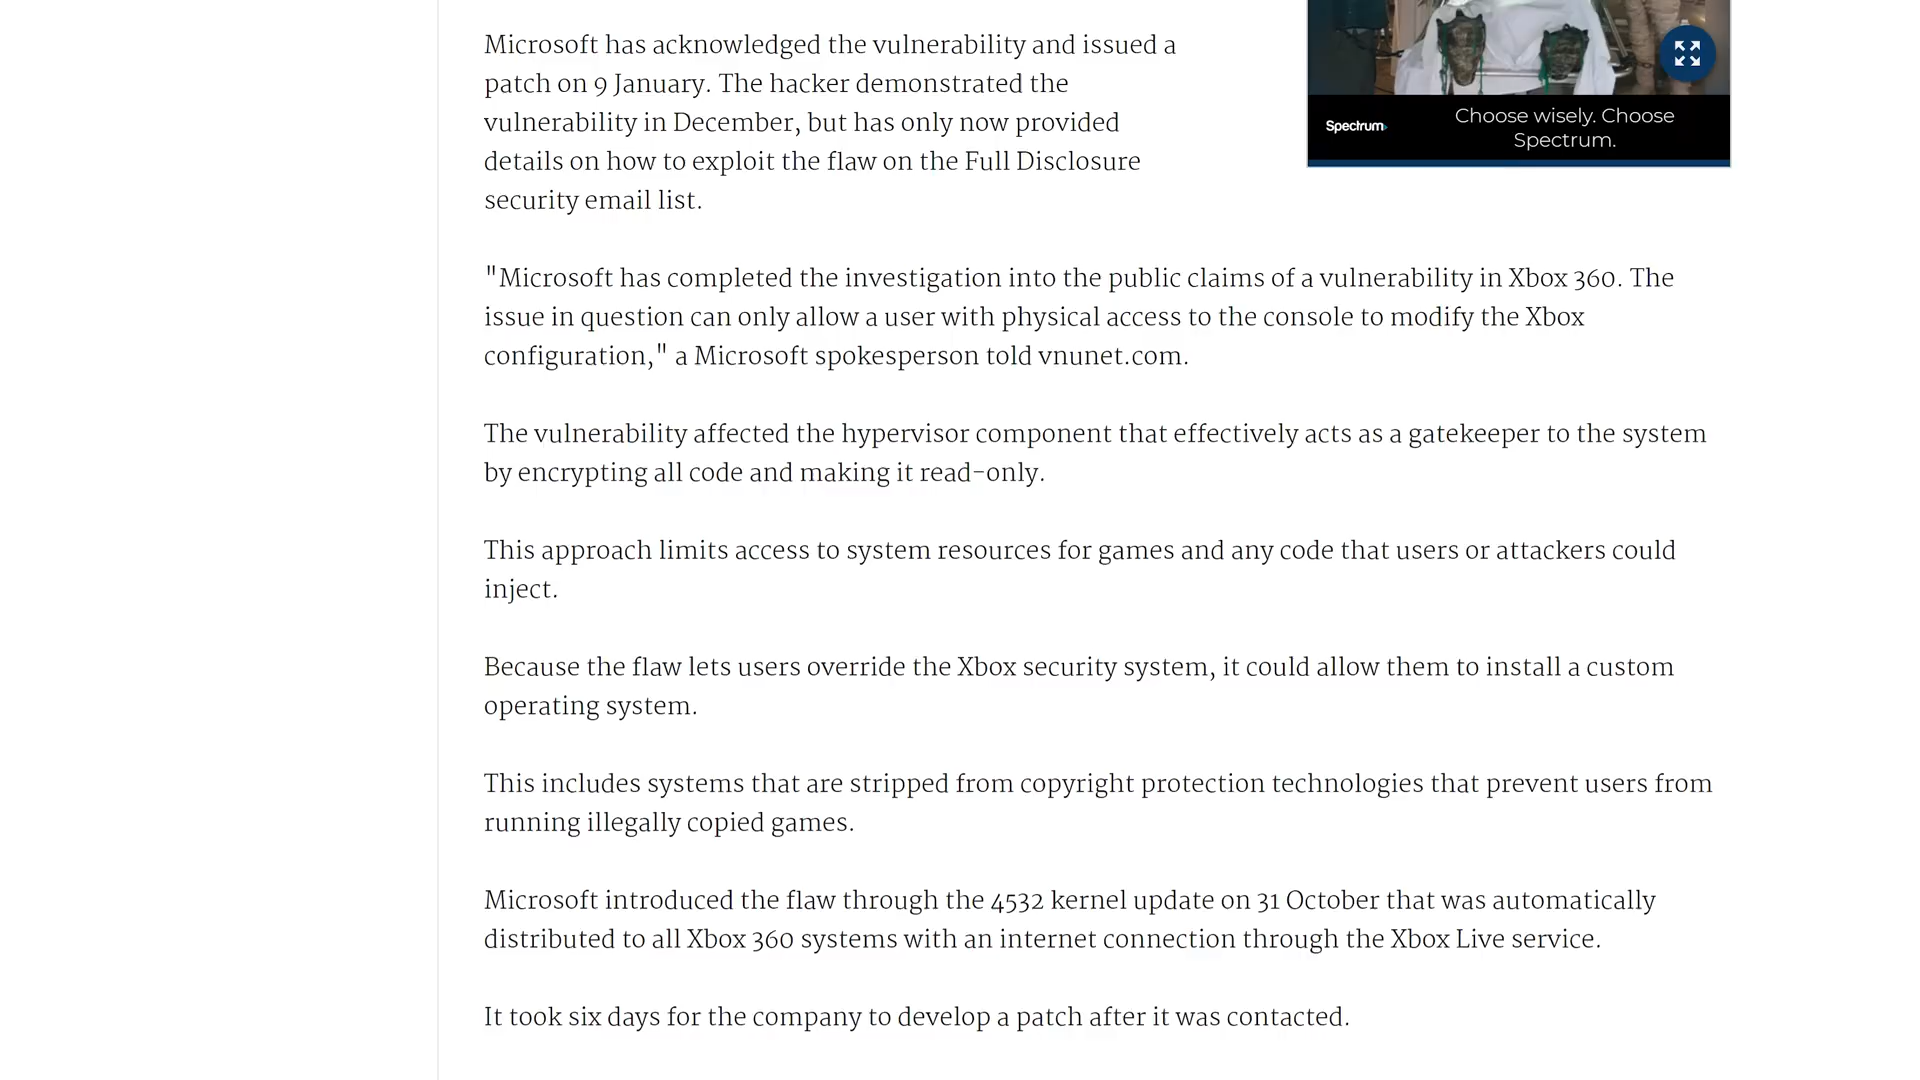 Microsoft has acknowledged the vulnerability and issued a
patch on 9 January. The hacker demonstrated the
vulnerability in December, but has only now provided
details on how to exploit the flaw on the Full Disclosure
security email list.
Spectrum
Choose wisely. Choose
Spectrum.
"Microsoft has completed the investigation into the public claims of a vulnerability in Xbox 360. The
issue in question can only allow a user with physical access to the console to modify the Xbox
configuration," a Microsoft spokesperson told vnunet.com.
The vulnerability affected the hypervisor component that effectively acts as a gatekeeper to the system
by encrypting all code and making it read-only.
This approach limits access to system resources for games and any code that users or attackers could
inject.
Because the flaw lets users override the Xbox security system, it could allow them to install a custom
operating system.
This includes systems that are stripped from copyright protection technologies that prevent users from
running illegally copied games.
Microsoft introduced the flaw through the 4532 kernel update on 31 October that was automatically
distributed to all Xbox 360 systems with an internet connection through the Xbox Live service.
It took six days for the company to develop a patch after it was contacted.